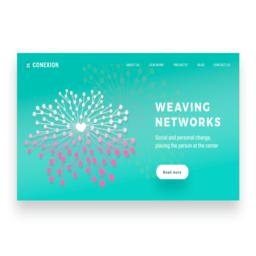 CONEXION
ABOUT US OUR WORK PROJECTS BLOG CONTACT US
WEAVING
NETWORKS
Social and personal change,
placing the person at the center
Read more